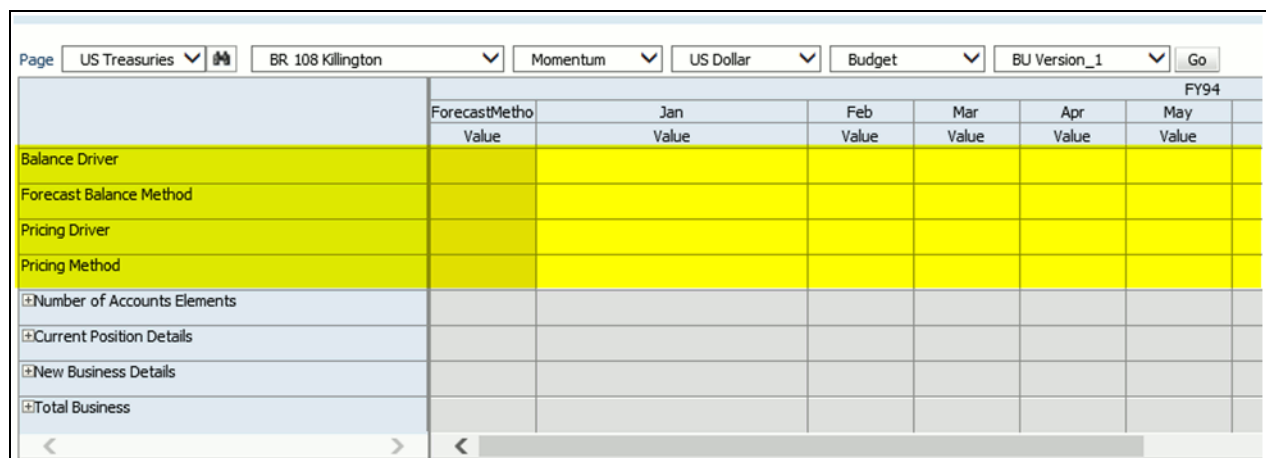 Page US Treasuries BR 108 Killington Momentum US Dollar Budget BU Version_1 Go
FY94
ForecastMetho Jan Feb Mar Apr May
Value Value Value Value Value Value
Balance Driver
Forecast Balance Method
Pricing Driver
Pricing Method
Number of Accounts Elements
Current Position Details
New Business Details
Total Business